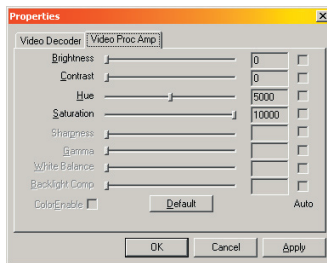 Properties
Video Decoder Video Proc Amp
Brightness 0
Contrast 0
Hue 5000
Saturation 10000
Sharpness
Gamma
White Balance
Backlight Comp
ColorEnable Default Auto
OK Cancel Apply